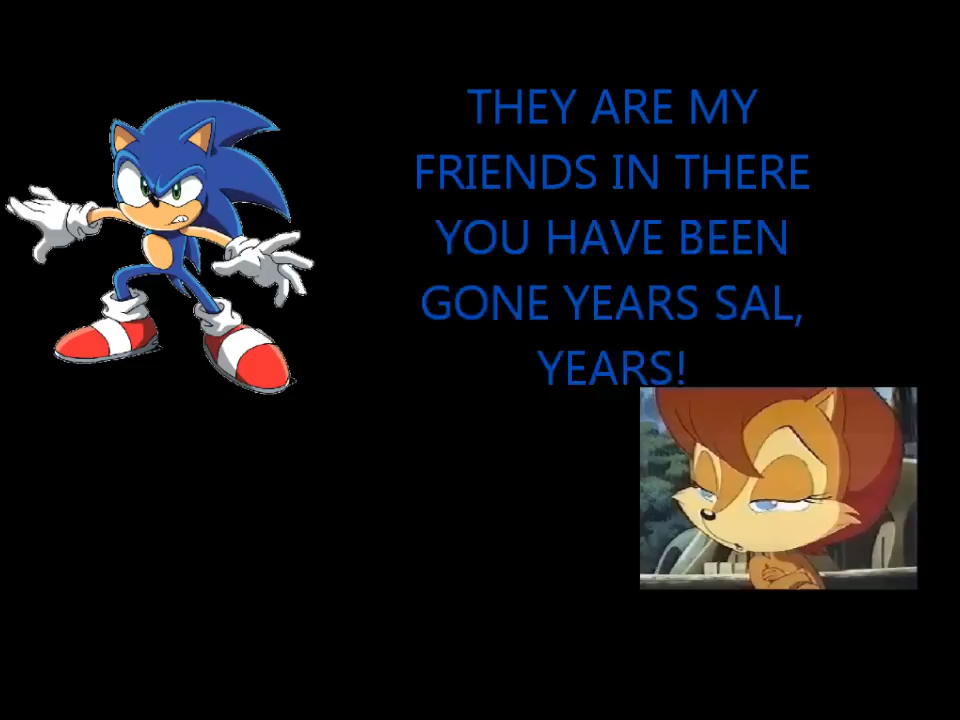 THEY ARE MY
FRIENDS IN THERE
YOU HAVE BEEN
GONE YEARS SAL,
YEARS!